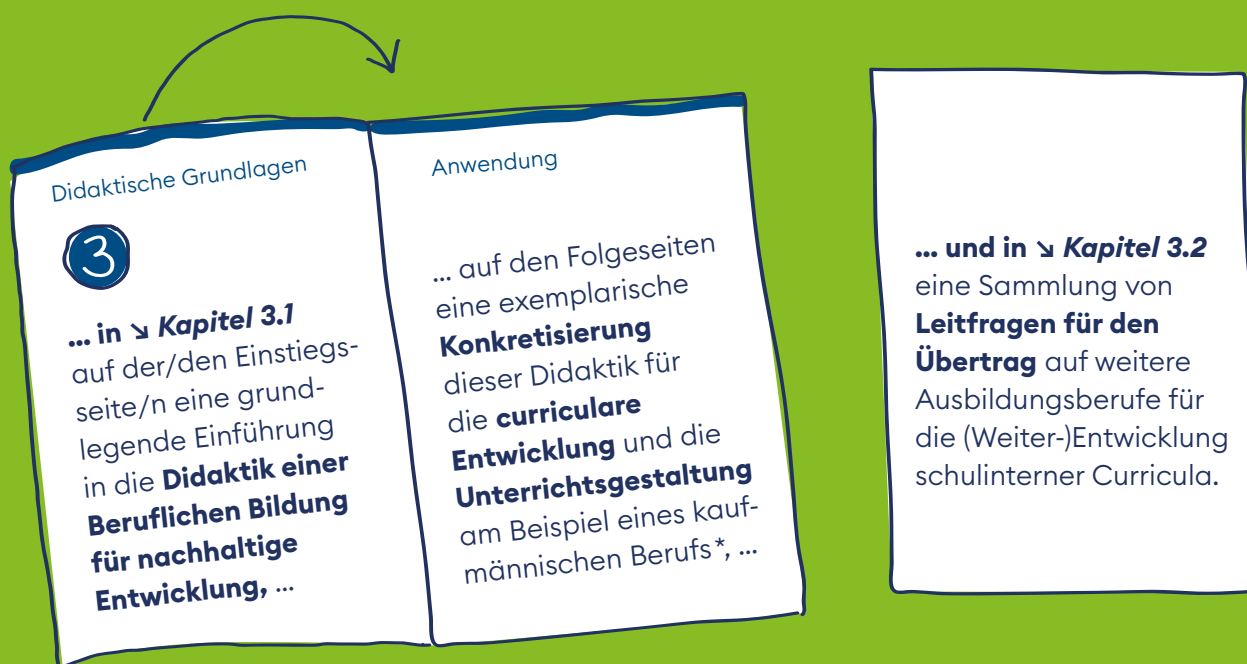 Didaktische Grundlagen
3
... in ↘ Kapitel 3.1
auf der/den Einstiegs-
seite/n eine grund-
legende Einführung
in die Didaktik einer
Beruflichen Bildung
für nachhaltige
Entwicklung, ...
Anwendung
... auf den Folgeseiten
eine exemplarische
Konkretisierung
dieser Didaktik für
die curriculare
Entwicklung und die
Unterrichtsgestaltung
am Beispiel eines kauf-
männischen Berufs*, ...
... und in ↘ Kapitel 3.2
eine Sammlung von
Leitfragen für den
Übertrag auf weitere
Ausbildungsberufe für
die (Weiter-)Entwicklung
schulinterner Curricula.